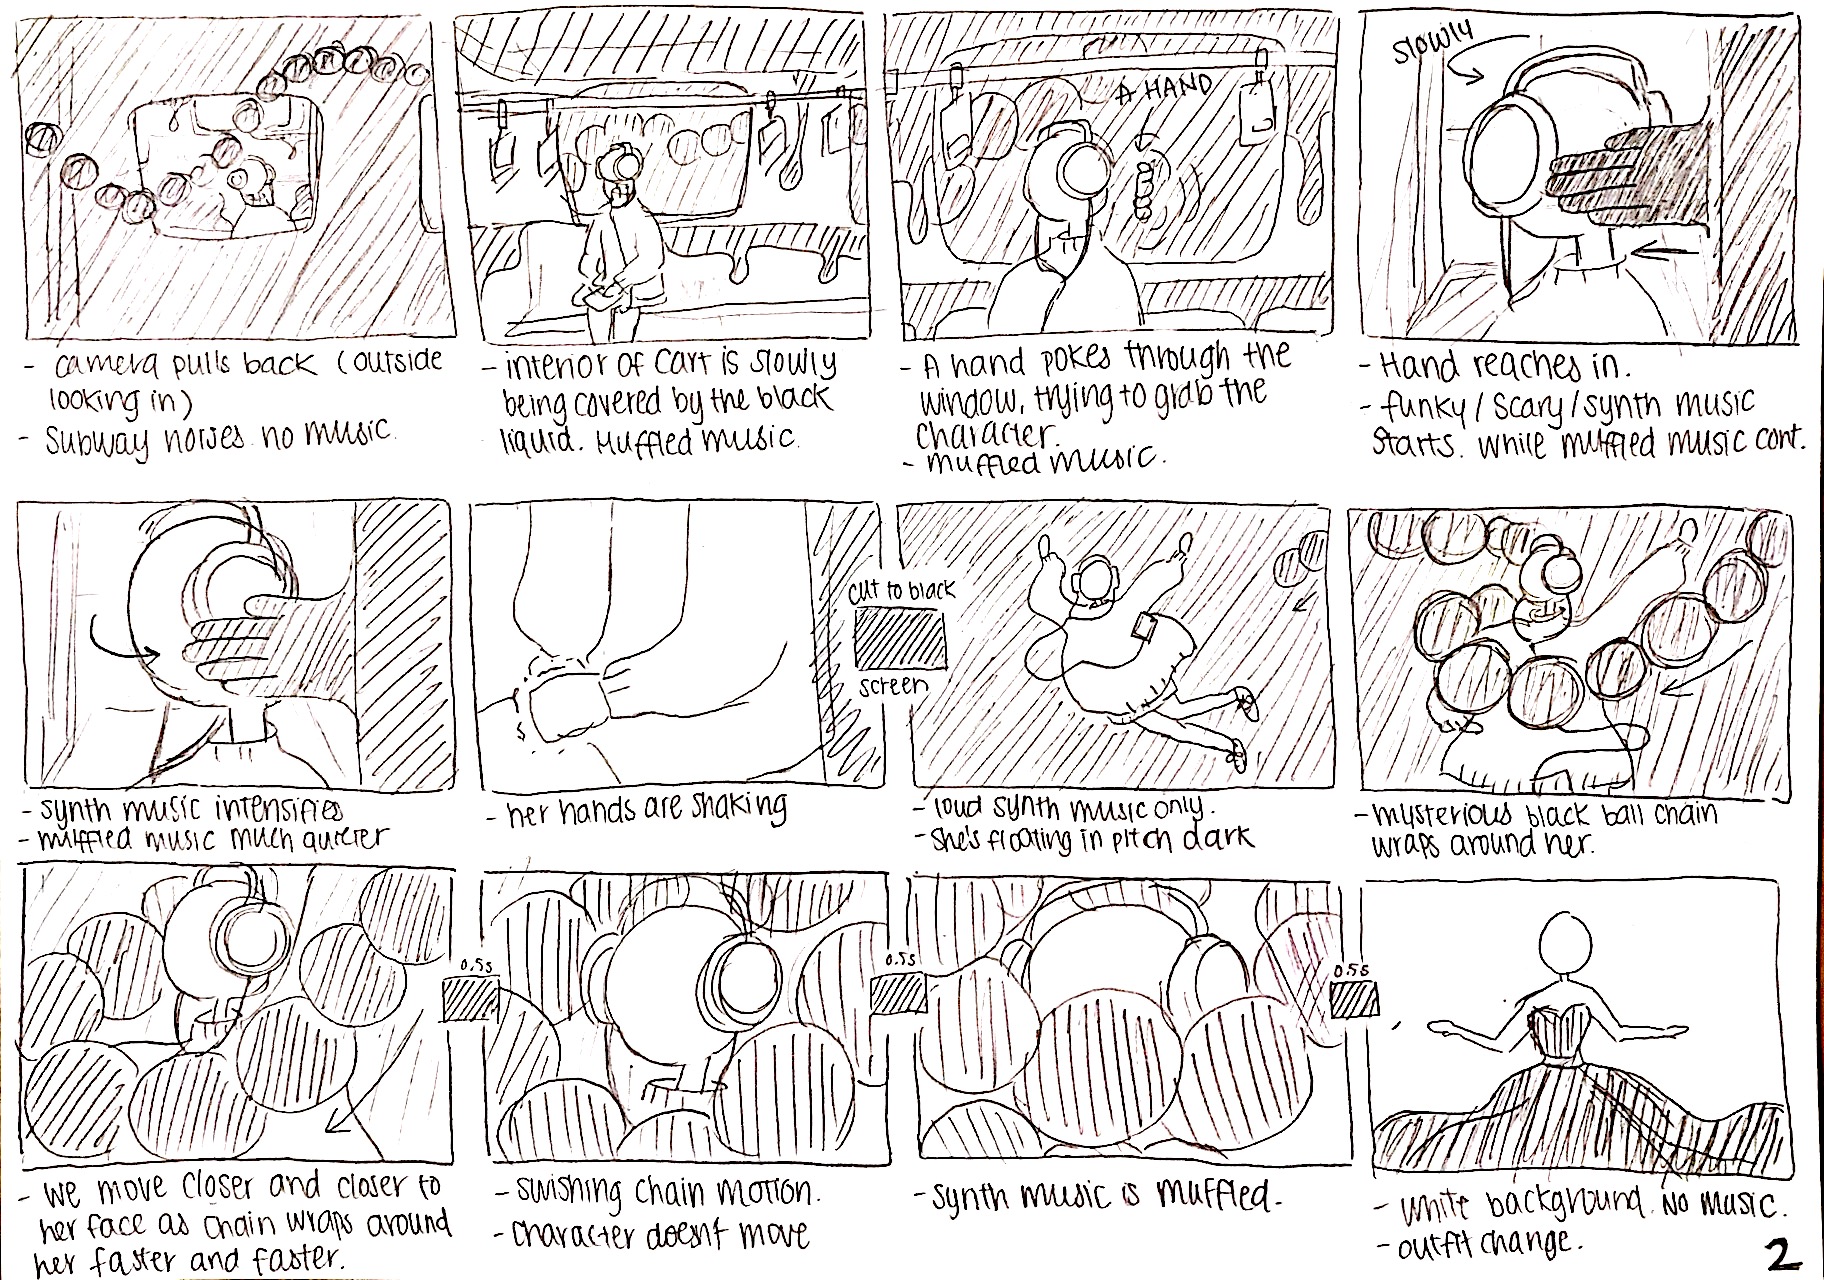 - camera pulls back (outside
looking in)
- subway noises. no music.
- interior of cart is slowly
being covered by the black
liquid. Muffled music.
A HAND
- A hand pokes through the
window, trying to grab the
character.
- muffled music.
slowly
- Hand reaches in.
- funky/scary/synth music
starts. while muffled music cont.
- synth music intensifies
- muffled music much quieter
- her hands are shaking
cut to black
screen
- loud synth music only.
- she's floating in pitch dark
- mysterious black ball chain
wraps around her.
- we move closer and closer to
her face as chain wraps around
her faster and faster.
0.5s
- swishing chain motion.
- character doesn't move
0.5s
- synth music is muffled.
0.5s
- white background. No music.
- outfit change.
2